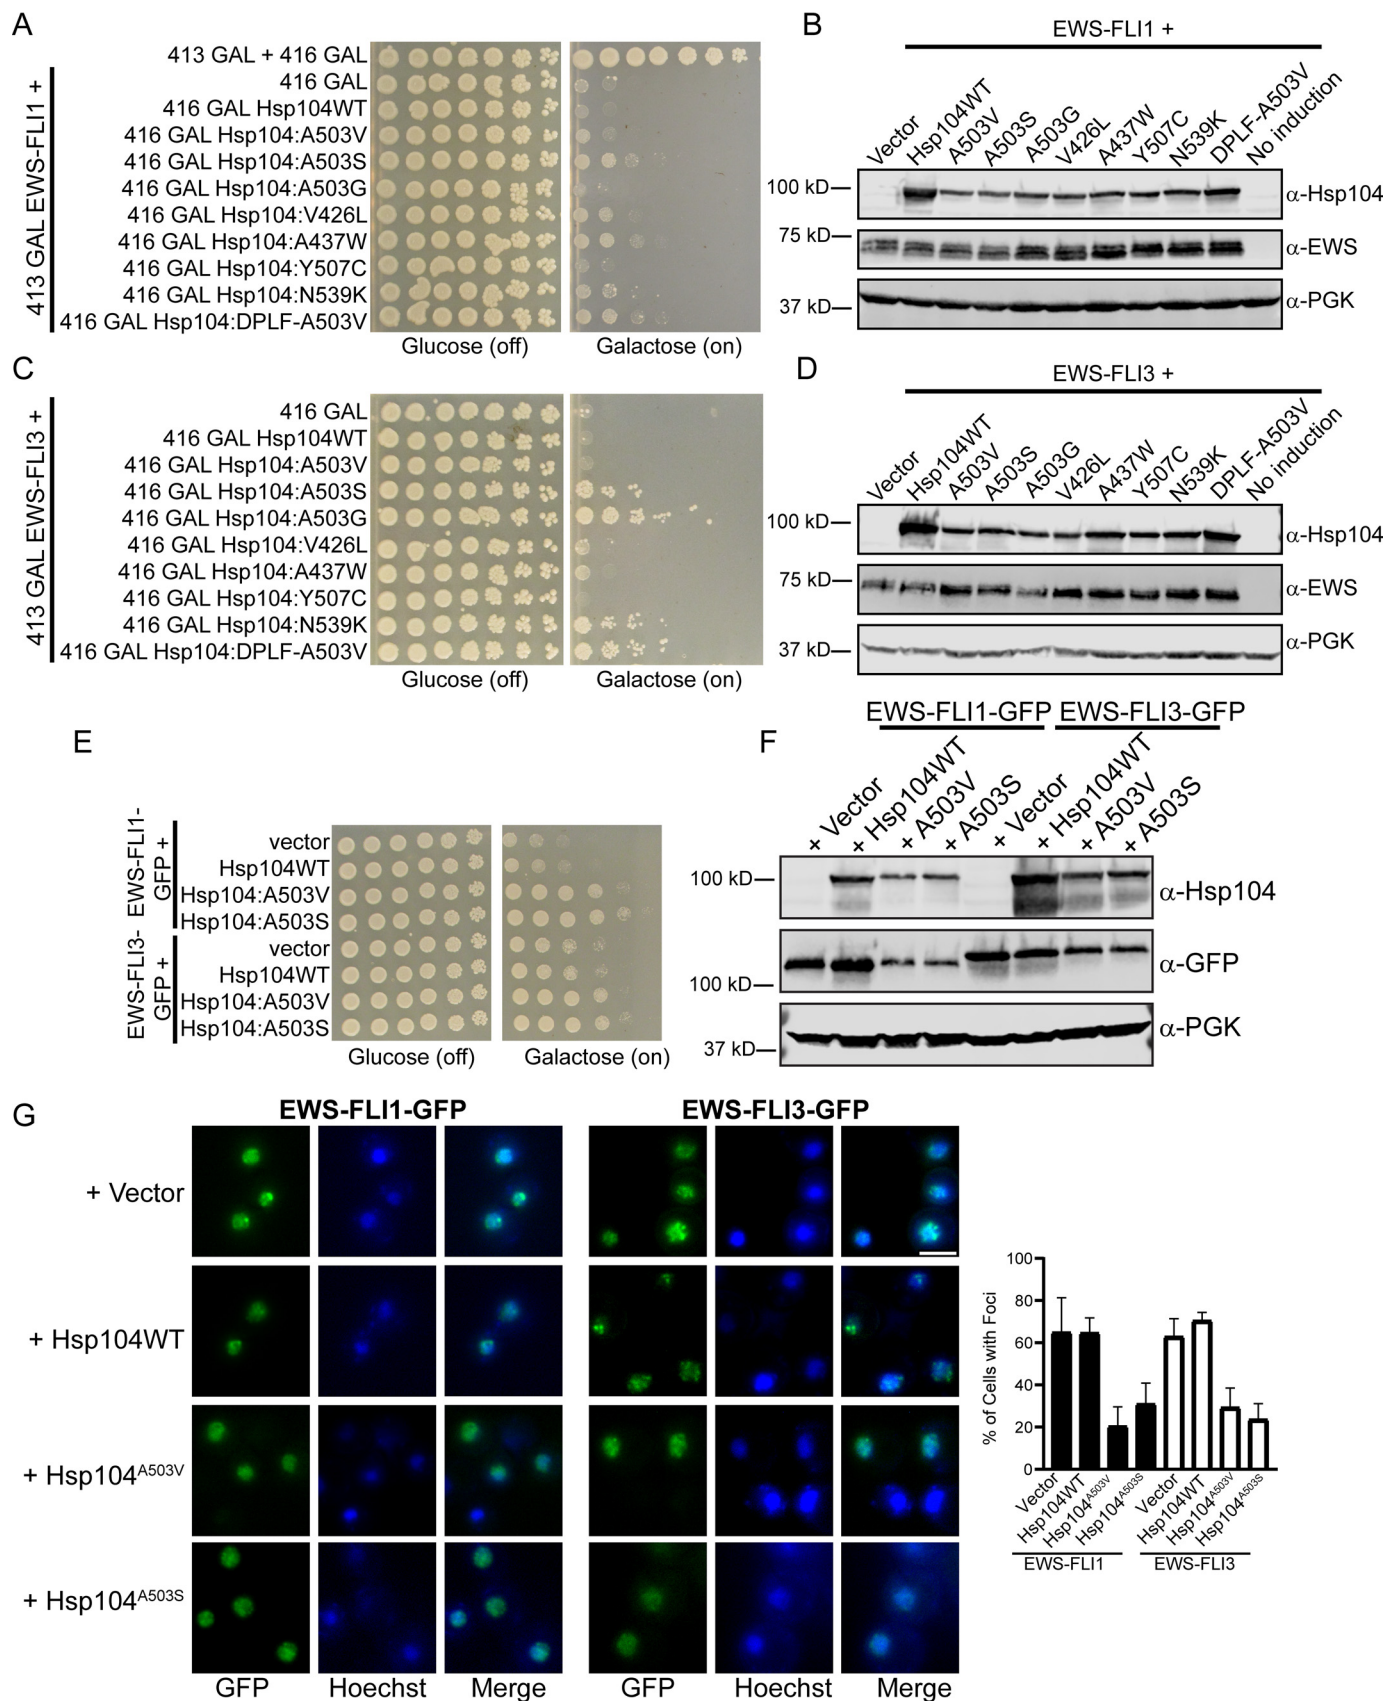 A
413 GAL EWS-FLI1 +
413 GAL + 416 GAL
416 GAL
416 GAL Hsp104WT
416 GAL Hsp104:A503V
416 GAL Hsp104:A503S
416 GAL Hsp104:A503G
416 GAL Hsp104:V426L
416 GAL Hsp104:A437W
416 GAL Hsp104:Y507C
416 GAL Hsp104:N539K
416 GAL Hsp104:DPLF-A503V
Glucose (off)
Galactose (on)
B
EWS-FLI1 +
Vector
Hsp104WT
A503V
A503S
A503G
V426L
A437W
Y507C
N539K
DPLF-A503V
No induction
100 kD
α-Hsp104
75 kD
α-EWS
37 kD
α-PGK
C
413 GAL EWS-FLI3 +
416 GAL
416 GAL Hsp104WT
416 GAL Hsp104:A503V
416 GAL Hsp104:A503S
416 GAL Hsp104:A503G
416 GAL Hsp104:V426L
416 GAL Hsp104:A437W
416 GAL Hsp104:Y507C
416 GAL Hsp104:N539K
416 GAL Hsp104:DPLF-A503V
Glucose (off)
Galactose (on)
D
EWS-FLI3 +
Vector
Hsp104WT
A503V
A503S
A503G
V426L
A437W
Y507C
N539K
DPLF-A503V
No induction
100 kD
α-Hsp104
75 kD
α-EWS
37 kD
α-PGK
E
EWS-FLI1-
GFP +
vector
Hsp104WT
Hsp104:A503V
Hsp104:A503S
EWS-FLI3-
GFP +
vector
Hsp104WT
Hsp104:A503V
Hsp104:A503S
Glucose (off)
Galactose (on)
F
EWS-FLI1-GFP
EWS-FLI3-GFP
+ Vector
+ Hsp104WT
+ A503V
+ A503S
+ Vector
+ Hsp104WT
+ A503V
+ A503S
100 kD
α-Hsp104
α-GFP
100 kD
α-PGK
37 kD
G
EWS-FLI1-GFP
EWS-FLI3-GFP
+ Vector
+ Hsp104WT
+ Hsp104A503V
+ Hsp104A503S
GFP
Hoechst
Merge
GFP
Hoechst
Merge
% of Cells with Foci
100
80
60
40
20
0
Vector
Hsp104WT
Hsp104A503V
Hsp104A503S
Vector
Hsp104WT
Hsp104A503V
Hsp104A503S
EWS-FLI1
EWS-FLI3